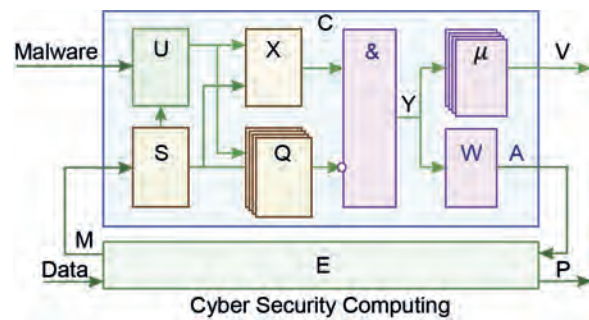 C
Malware
U
X
&
μ
V
Y
S
Q
W
A
M
Data
E
P
Cyber Security Computing